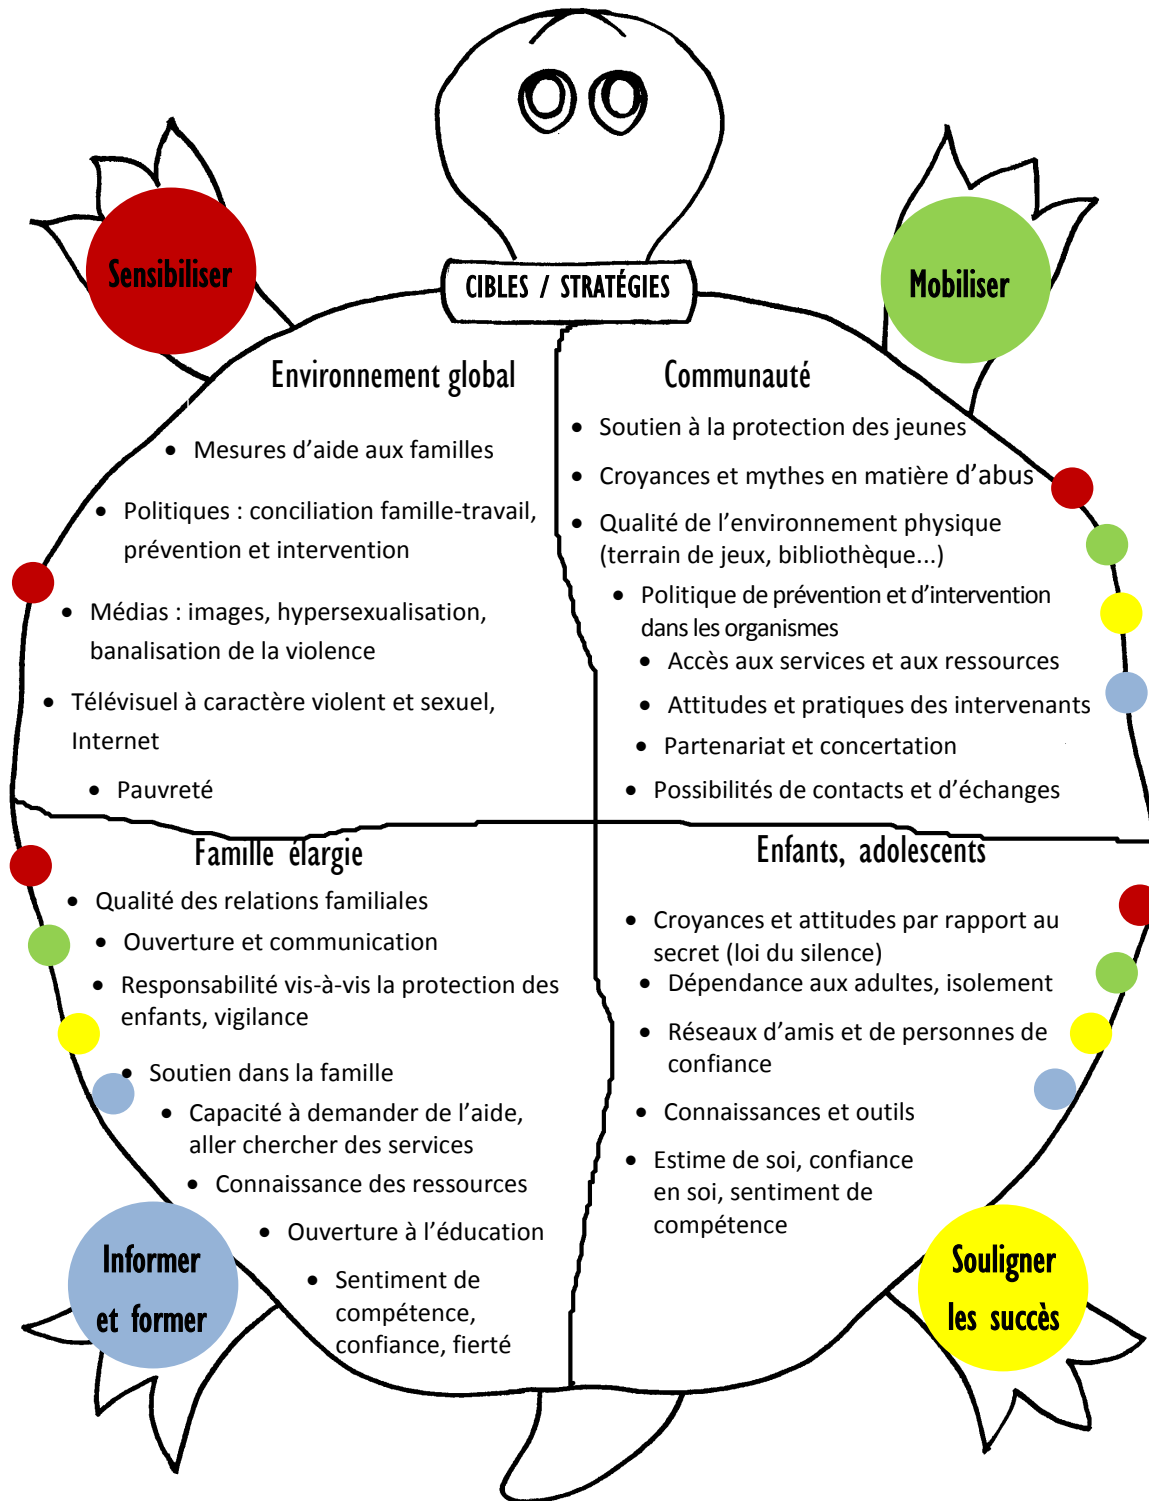 Sensibiliser
Mobiliser
CIBLES / STRATÉGIES
Environnement global
• Mesures d’aide aux familles
• Politiques : conciliation famille-travail,
prévention et intervention
• Médias : images, hypersexualisation,
banalisation de la violence
• Télévisuel à caractère violent et sexuel,
Internet
• Pauvreté
Communauté
• Soutien à la protection des jeunes
• Croyances et mythes en matière d’abus
• Qualité de l’environnement physique
(terrain de jeux, bibliothèque...)
• Politique de prévention et d’intervention
dans les organismes
• Accès aux services et aux ressources
• Attitudes et pratiques des intervenants
• Partenariat et concertation
• Possibilités de contacts et d’échanges
Famille élargie
• Qualité des relations familiales
• Ouverture et communication
• Responsabilité vis-à-vis la protection des
enfants, vigilance
• Soutien dans la famille
• Capacité à demander de l’aide,
aller chercher des services
• Connaissance des ressources
• Ouverture à l’éducation
• Sentiment de
compétence,
confiance, fierté
Enfants, adolescents
• Croyances et attitudes par rapport au
secret (loi du silence)
• Dépendance aux adultes, isolement
• Réseaux d’amis et de personnes de
confiance
• Connaissances et outils
• Estime de soi, confiance
en soi, sentiment de
compétence
Informer
et former
Souligner
les succès